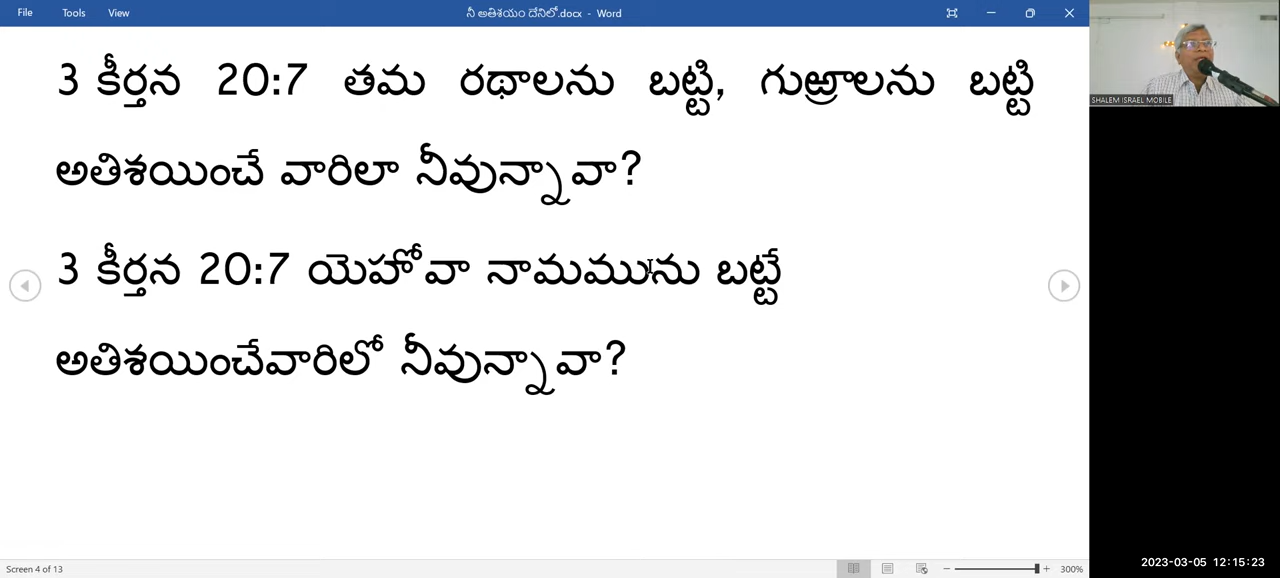 File Tools View నీ అతిశయం దేనిలో.docx - Word
3 కీర్తన 20:7 తమ రథాలను బట్టి, గుఱ్ఱాలను బట్టి
అతిశయించే వారిలా నీవున్నావా?
3 కీర్తన 20:7 యెహోవా నామమును బట్టే
అతిశయించేవారిలో నీవున్నావా?
SHALEM ISRAEL MOBILE
Screen 4 of 13 300%
2023-03-05 12:15:23